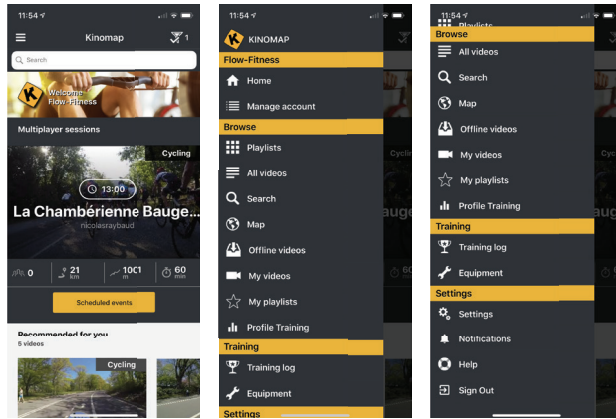 11:54
Kinomap
1
Search
Welcome
Flow-Fitness
Multiplayer sessions
Cycling
13:00
La Chambérienne Bauge...
nicolasraybaud
0
21
km
10C1
m
60
min
Scheduled events
Recommended for you
5 videos
Cycling
11:54
KINOMAP
Flow-Fitness
Home
Manage account
Browse
Playlists
All videos
Search
Map
Offline videos
My videos
My playlists
Profile Training
Training
Training log
Equipment
Settings
11:54
Playlists
Browse
All videos
Search
Map
Offline videos
My videos
My playlists
Profile Training
Training
Training log
Equipment
Settings
Settings
Notifications
Help
Sign Out